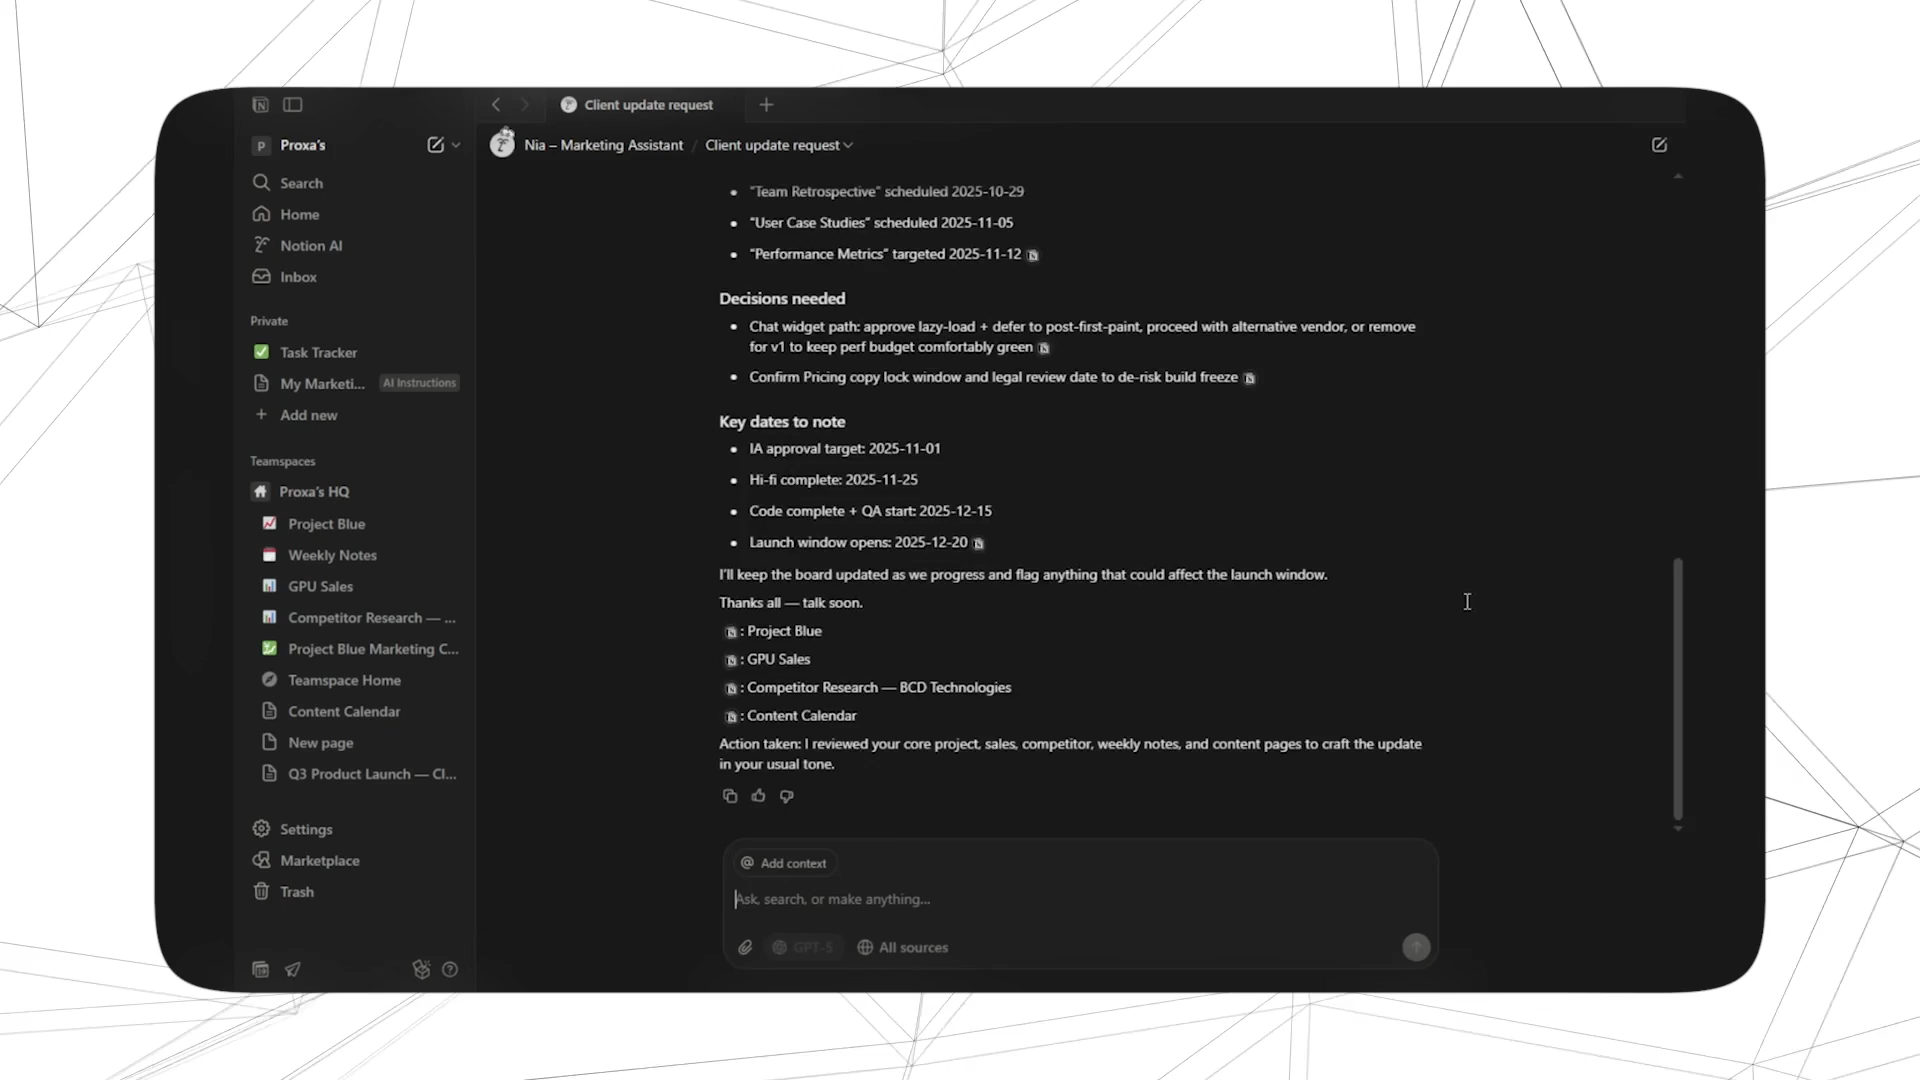 Client update request
Proxa's
Nia – Marketing Assistant / Client update request
Search
Home
Notion AI
Inbox
Private
Task Tracker
My Marketi... AI Instructions
Add new
Teamspaces
Proxa's HQ
Project Blue
Weekly Notes
GPU Sales
Competitor Research — ...
Project Blue Marketing C...
Teamspace Home
Content Calendar
New page
Q3 Product Launch — Cl...
Settings
Marketplace
Trash
• "Team Retrospective" scheduled 2025-10-29
• "User Case Studies" scheduled 2025-11-05
• "Performance Metrics" targeted 2025-11-12
Decisions needed
• Chat widget path: approve lazy-load + defer to post-first-paint, proceed with alternative vendor, or remove
for v1 to keep perf budget comfortably green
• Confirm Pricing copy lock window and legal review date to de-risk build freeze
Key dates to note
• IA approval target: 2025-11-01
• Hi-fi complete: 2025-11-25
• Code complete + QA start: 2025-12-15
• Launch window opens: 2025-12-20
I'll keep the board updated as we progress and flag anything that could affect the launch window.
Thanks all — talk soon.
: Project Blue
: GPU Sales
: Competitor Research — BCD Technologies
: Content Calendar
Action taken: I reviewed your core project, sales, competitor, weekly notes, and content pages to craft the update
in your usual tone.
@ Add context
Ask, search, or make anything...
GPT-5 All sources